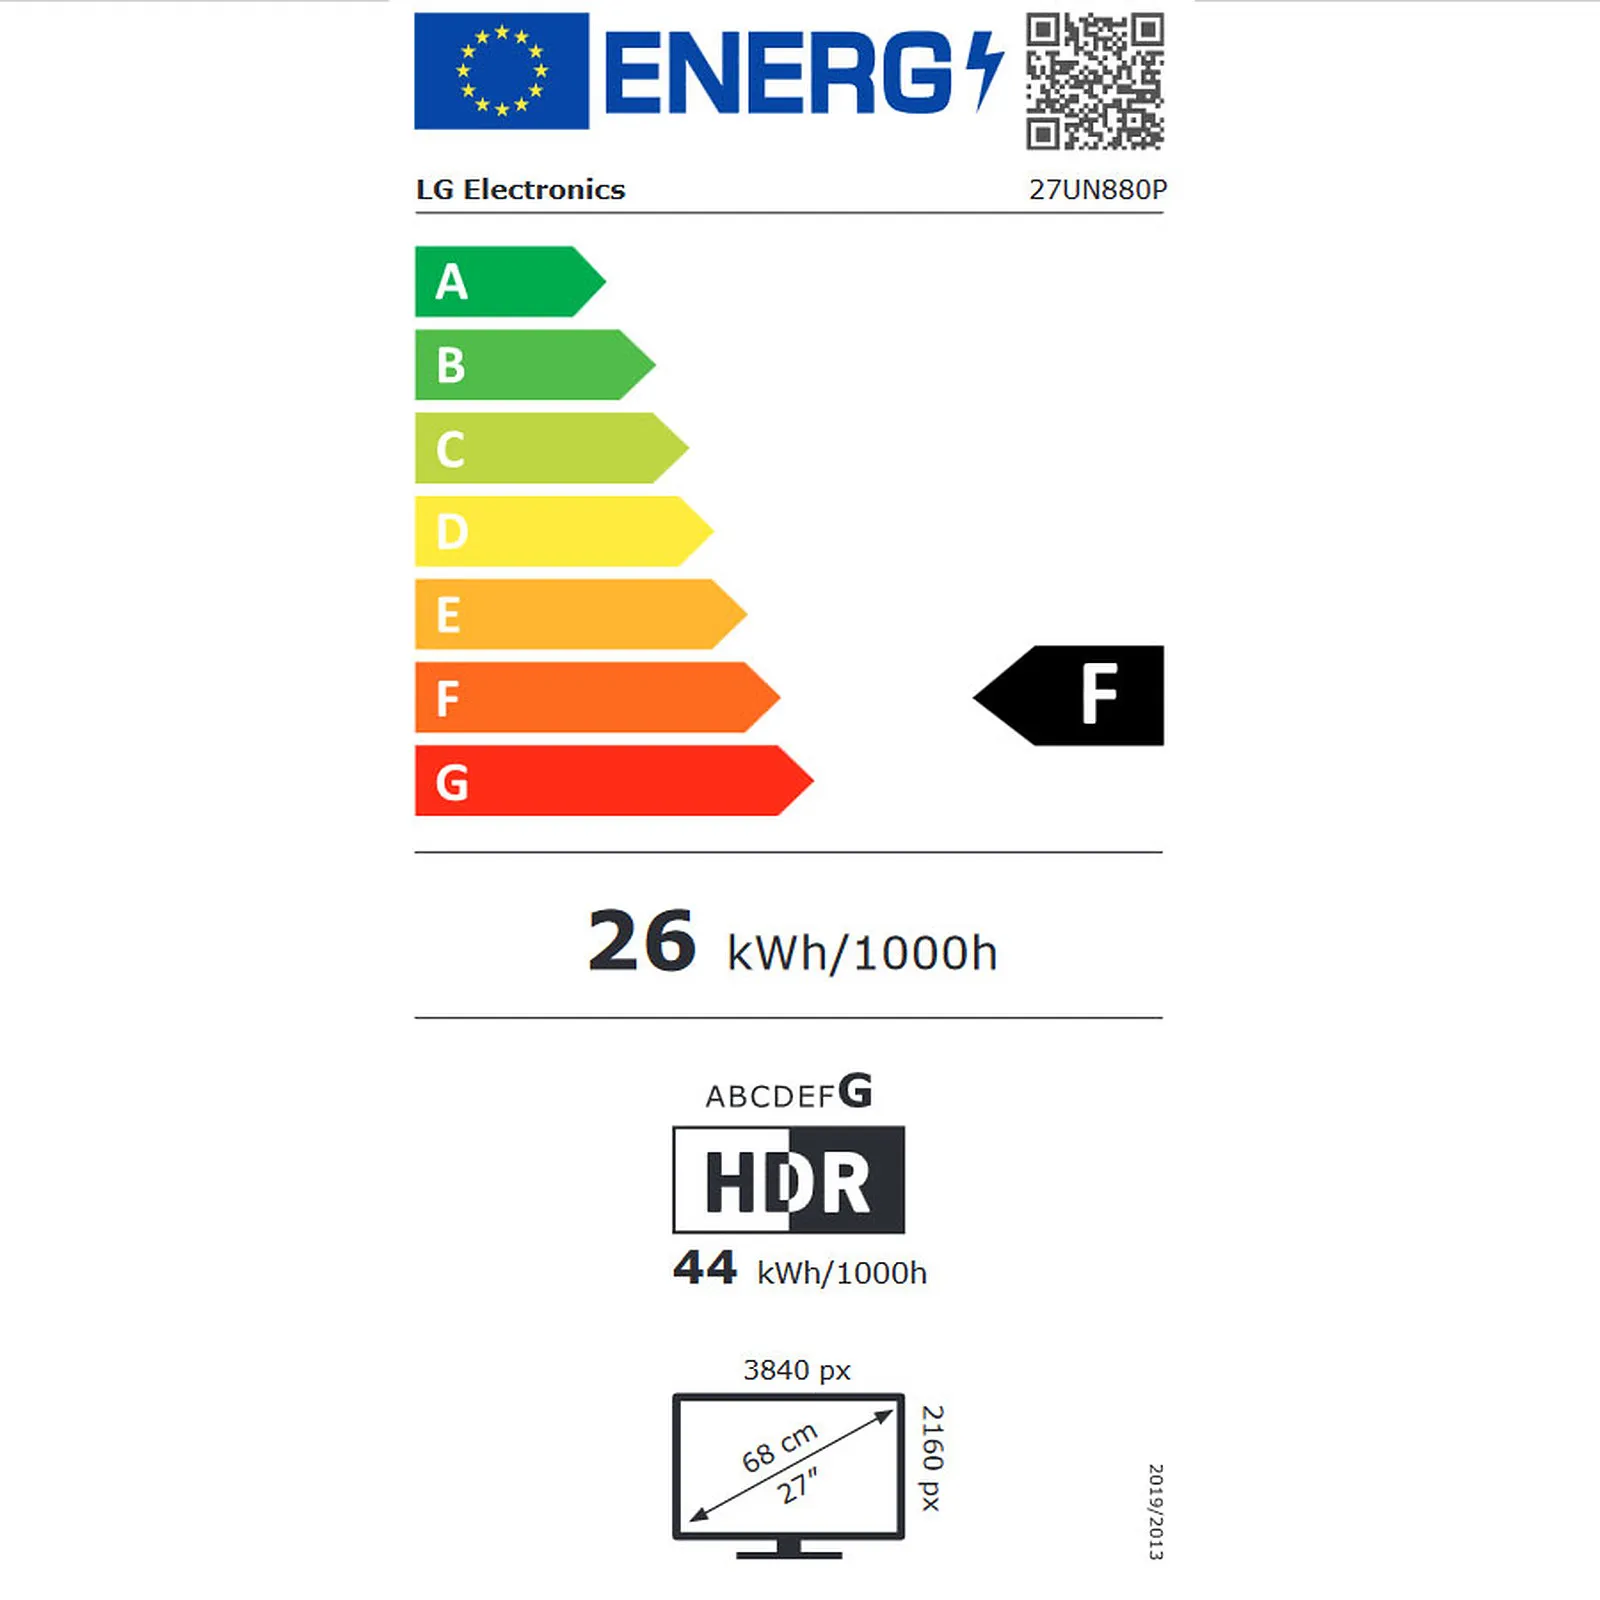 ENERG
LG Electronics 27UN880P
A
B
C
D
E
F
F
G
26 kWh/1000h
ABCDEFG
HDR
44 kWh/1000h
3840 px
68 cm
27"
2160 px
2019/2013